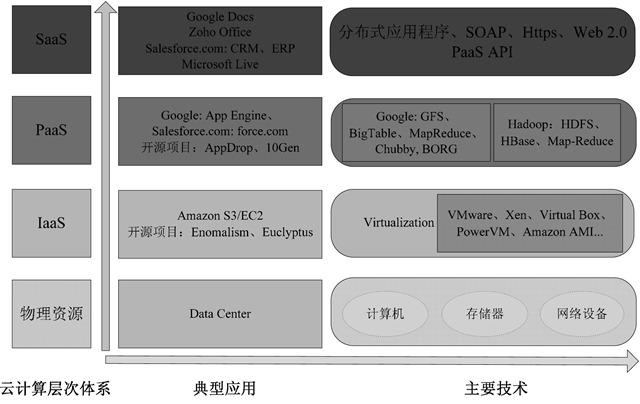 SaaS
Google Docs
Zoho Office
Salesforce.com: CRM、ERP
Microsoft Live
分布式应用程序、SOAP、Https、Web 2.0
PaaS API
PaaS
Google: App Engine、
Salesforce.com: force.com
开源项目：AppDrop、10Gen
Google: GFS、
BigTable、MapReduce、
Chubby, BORG
Hadoop：HDFS、
HBase、Map-Reduce
IaaS
Amazon S3/EC2
开源项目：Enomalism、Euclyptus
Virtualization
VMware、Xen、Virtual Box、
PowerVM、Amazon AMI...
物理资源
Data Center
计算机
存储器
网络设备
云计算层次体系
典型应用
主要技术